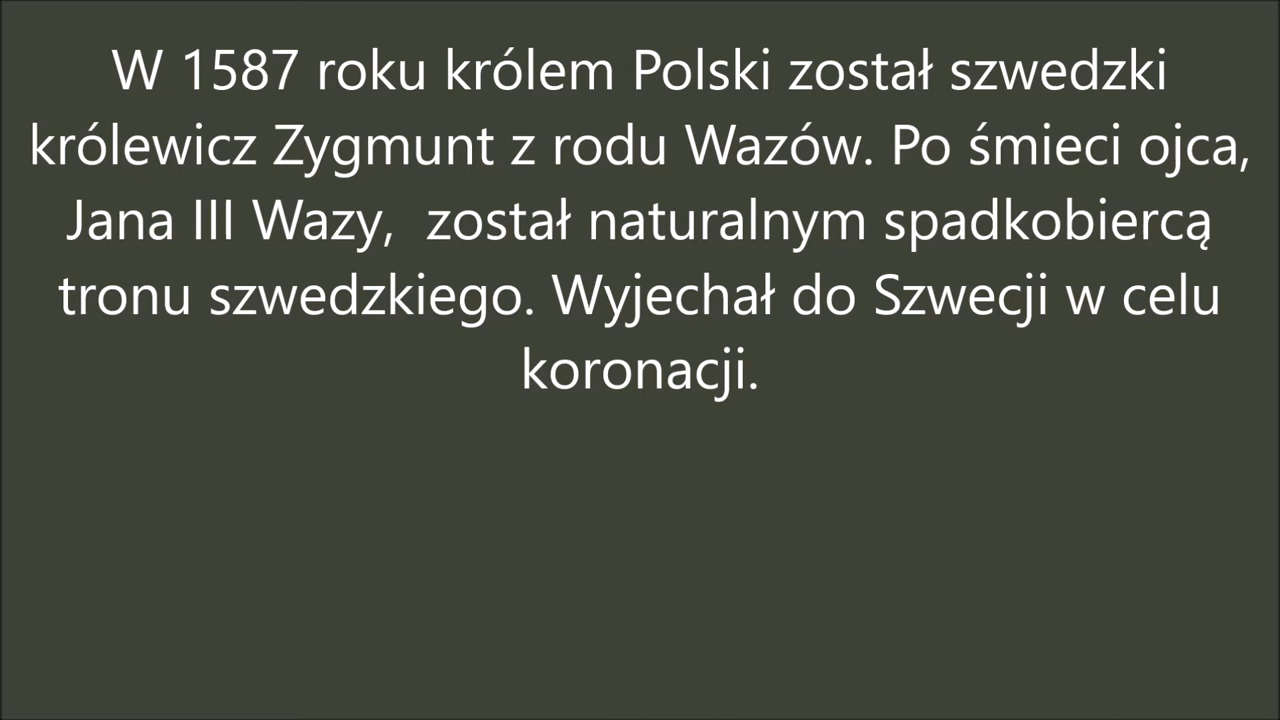 W 1587 roku królem Polski został szwedzki
królewicz Zygmunt z rodu Wazów. Po śmieci ojca,
Jana III Wazy,  został naturalnym spadkobiercą
tronu szwedzkiego. Wyjechał do Szwecji w celu
koronacji.